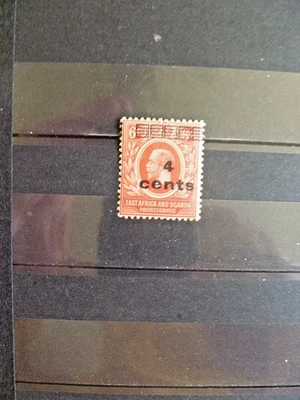 6
4
cents
EAST AFRICA AND UGANDA
PROTECTORATES